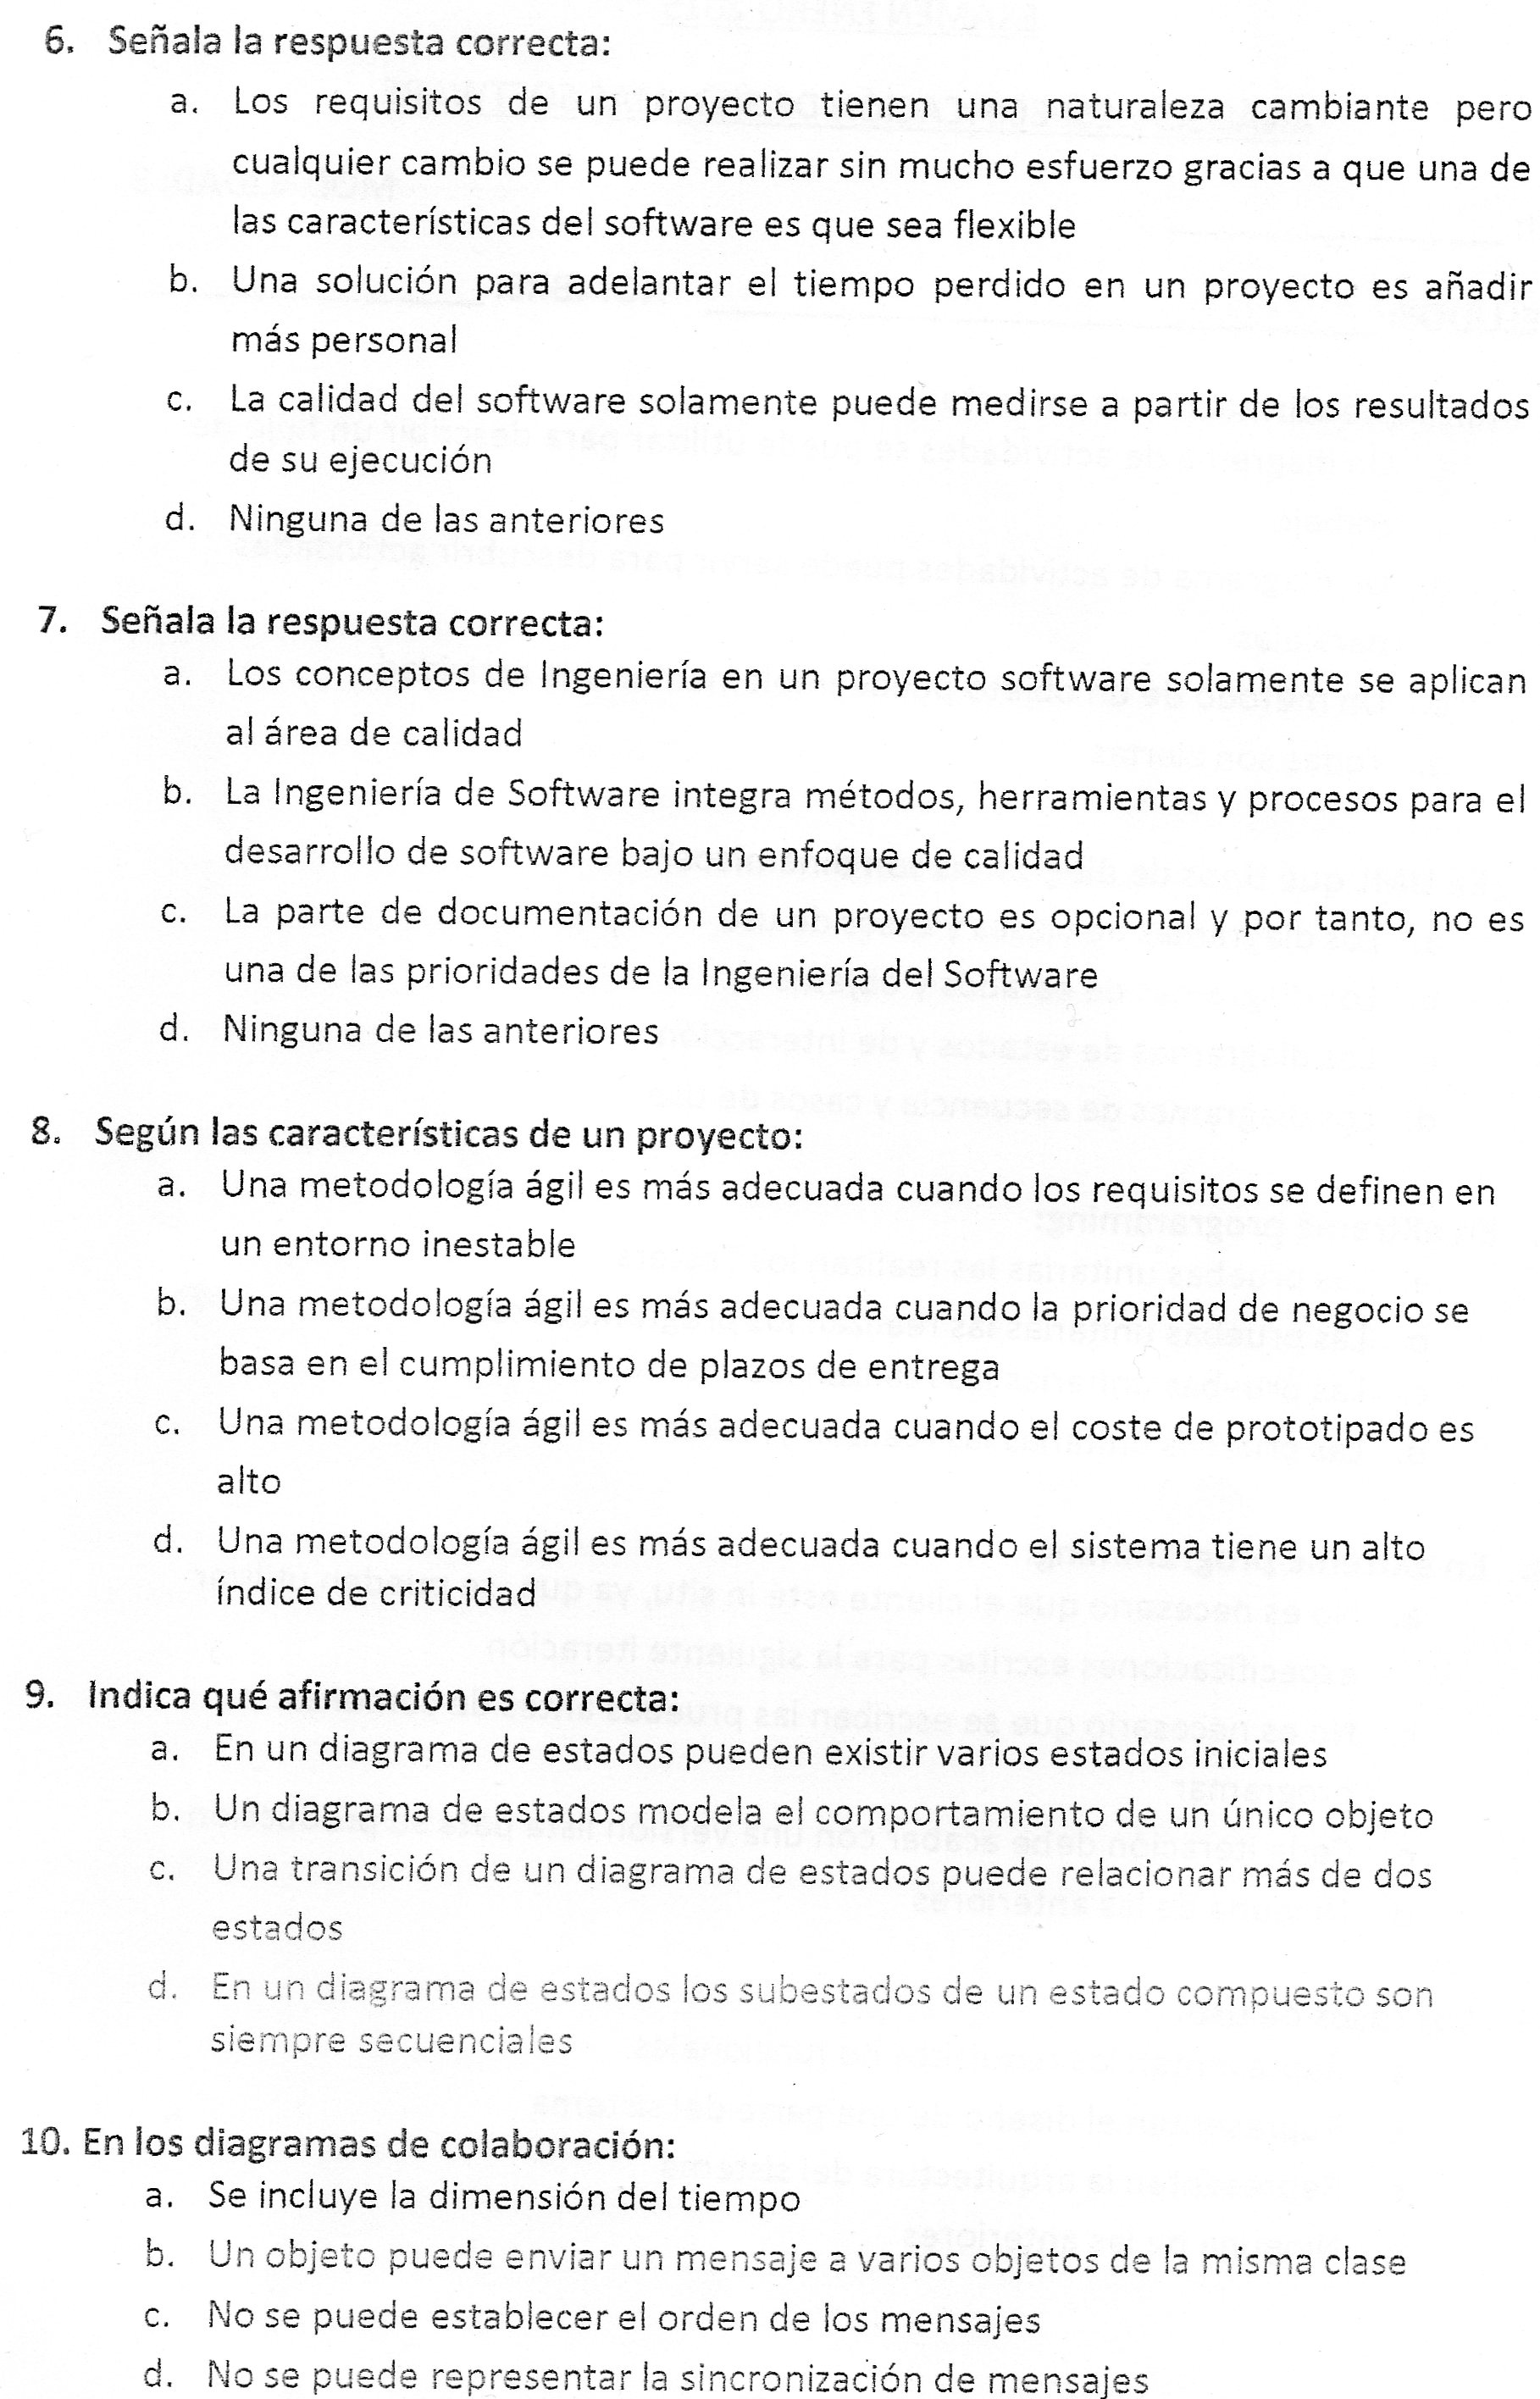 6. Señala la respuesta correcta:
a. Los requisitos de un proyecto tienen una naturaleza cambiante pero
cualquier cambio se puede realizar sin mucho esfuerzo gracias a que una de
las características del software es que sea flexible
b. Una solución para adelantar el tiempo perdido en un proyecto es añadir
más personal
c. La calidad del software solamente puede medirse a partir de los resultados
de su ejecución
d. Ninguna de las anteriores
7. Señala la respuesta correcta:
a. Los conceptos de Ingeniería en un proyecto software solamente se aplican
al área de calidad
b. La Ingeniería de Software integra métodos, herramientas y procesos para el
desarrollo de software bajo un enfoque de calidad
c. La parte de documentación de un proyecto es opcional y por tanto, no es
una de las prioridades de la Ingeniería del Software
d. Ninguna de las anteriores
8. Según las características de un proyecto:
a. Una metodología ágil es más adecuada cuando los requisitos se definen en
un entorno inestable
b. Una metodología ágil es más adecuada cuando la prioridad de negocio se
basa en el cumplimiento de plazos de entrega
c. Una metodología ágil es más adecuada cuando el coste de prototipado es
alto
d. Una metodología ágil es más adecuada cuando el sistema tiene un alto
índice de criticidad
9. Indica qué afirmación es correcta:
a. En un diagrama de estados pueden existir varios estados iniciales
b. Un diagrama de estados modela el comportamiento de un único objeto
c. Una transición de un diagrama de estados puede relacionar más de dos
estados
d. En un diagrama de estados los subestados de un estado compuesto son
siempre secuenciales
10. En los diagramas de colaboración:
a. Se incluye la dimensión del tiempo
b. Un objeto puede enviar un mensaje a varios objetos de la misma clase
c. No se puede establecer el orden de los mensajes
d. No se puede representar la sincronización de mensajes